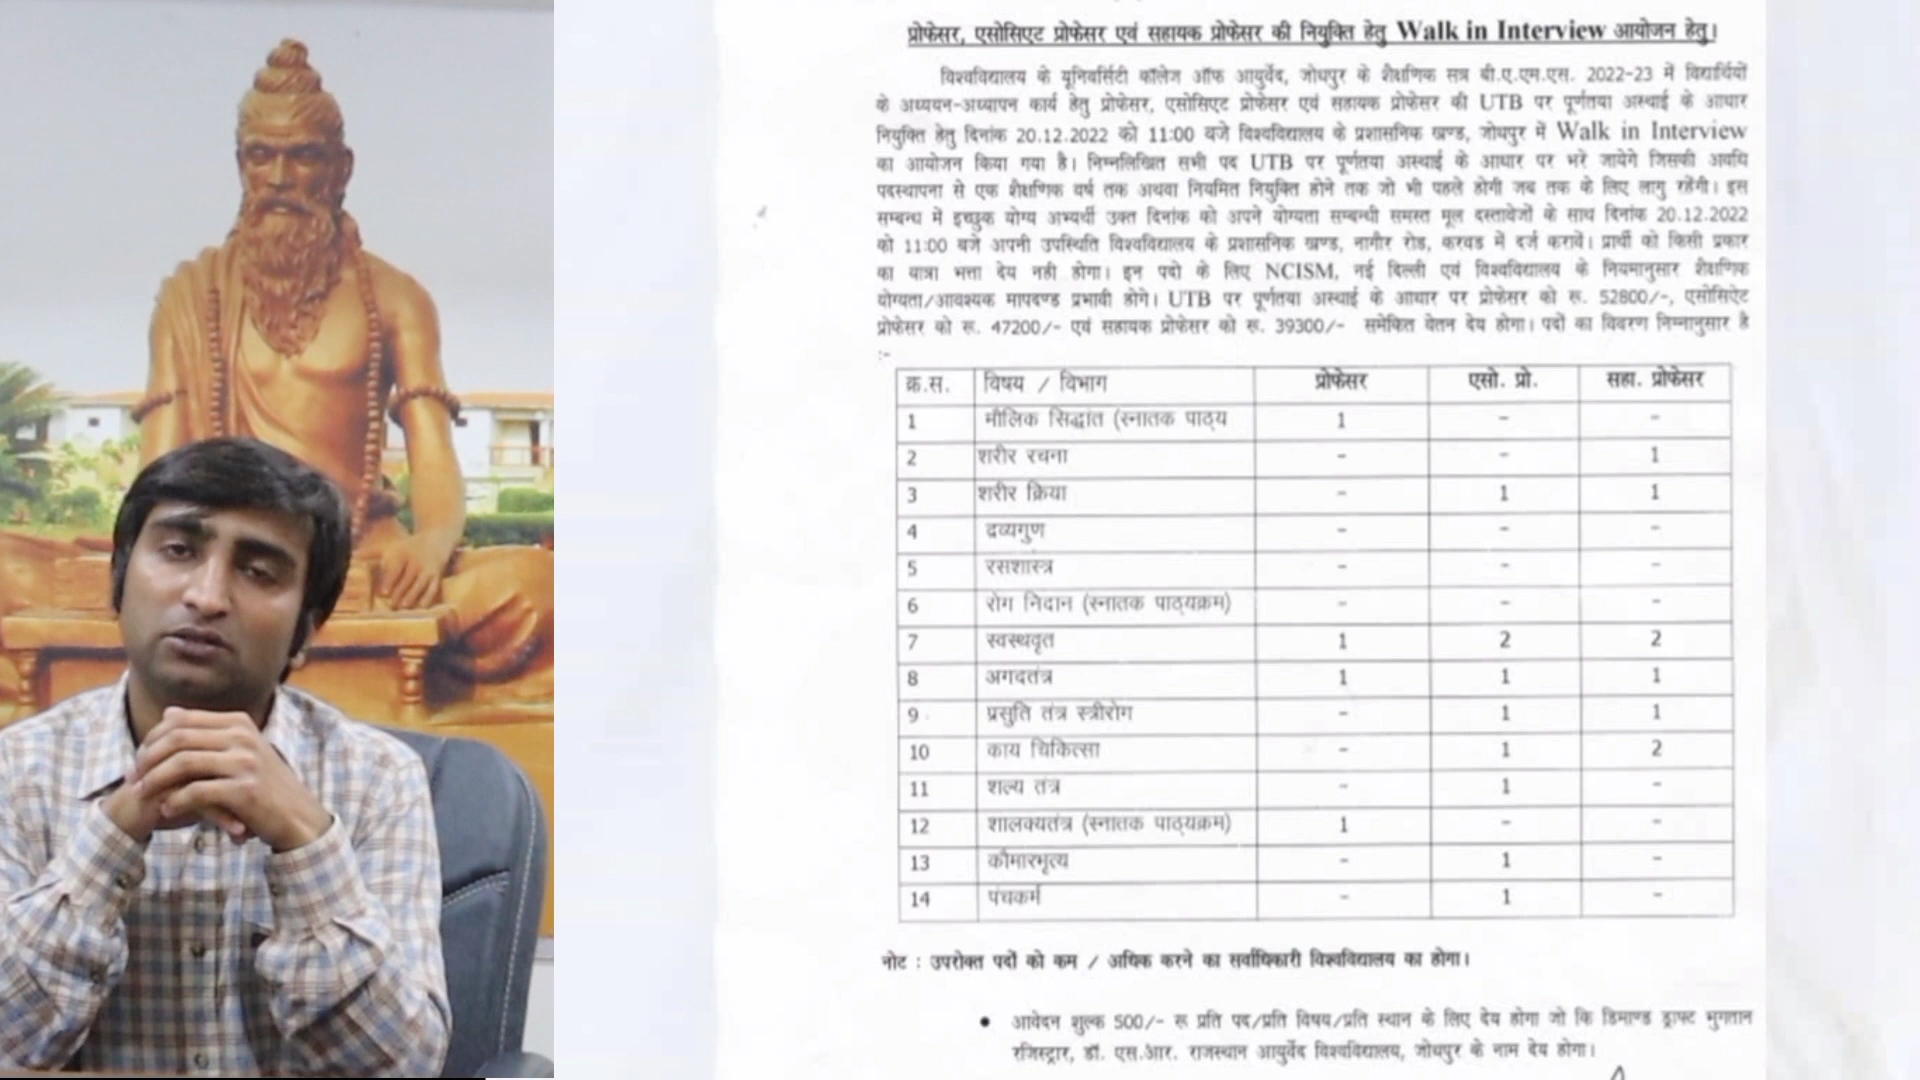 प्रोफेसर, एसोसिएट प्रोफेसर एवं सहायक प्रोफेसर की नियुक्ति हेतु Walk in Interview आयोजन हेतु।
विश्वविद्यालय के यूनिवर्सिटी कॉलेज ऑफ आयुर्वेद, जोधपुर के शैक्षणिक सत्र बी.ए.एम.एस. 2022-23 में विद्यार्थियों
के अध्ययन-अध्यापन कार्य हेतु प्रोफेसर, एसोसिएट प्रोफेसर एवं सहायक प्रोफेसर की UTB पर पूर्णतया अस्थाई के आधार
नियुक्ति हेतु दिनांक 20.12.2022 को 11:00 बजे विश्वविद्यालय के प्रशासनिक खण्ड, जोधपुर में Walk in Interview
का आयोजन किया गया है। निम्नलिखित सभी पद UTB पर पूर्णतया अस्थाई के आधार पर भरे जायेगे जिसकी अवधि
पदस्थापना से एक शैक्षणिक वर्ष तक अथवा नियमित नियुक्ति होने तक जो भी पहले होगी जब तक के लिए लागु रहेंगी। इस
सम्बन्ध में इच्छुक योग्य अभ्यर्थी उक्त दिनांक को अपने योग्यता सम्बन्धी समस्त मूल दस्तावेजों के साथ दिनांक 20.12.2022
को 11:00 बजे अपनी उपस्थिति विश्वविद्यालय के प्रशासनिक खण्ड, नागौर रोड, करवड में दर्ज करावें। प्रार्थी को किसी प्रकार
का यात्रा भत्ता देय नही होगा। इन पदो के लिए NCISM, नई दिल्ली एवं विश्वविद्यालय के नियमानुसार शैक्षणिक
योग्यता/आवश्यक मापदण्ड प्रभावी होगे। UTB पर पूर्णतया अस्थाई के आधार पर प्रोफेसर को रू. 52800/-, एसोसिऐट
प्रोफेसर को रू. 47200/- एवं सहायक प्रोफेसर को रू. 39300/- समेकित वेतन देय होगा। पदों का विवरण निम्नानुसार है
:-
क्र.स. विषय / विभाग प्रोफेसर एसो. प्रो. सहा. प्रोफेसर
1 मौलिक सिद्धांत (स्नातक पाठ्य 1 - -
2 शरीर रचना - - 1
3 शरीर क्रिया - 1 1
4 दव्यगुण - - -
5 रसशास्त्र - - -
6 रोग निदान (स्नातक पाठ्यक्रम) - - -
7 स्वस्थवृत 1 2 2
8 अगदतंत्र 1 1 1
9 प्रसुति तंत्र स्त्रीरोग - 1 1
10 काय चिकित्सा - 1 2
11 शल्य तंत्र - 1 -
12 शालक्यतंत्र (स्नातक पाठ्यक्रम) 1 - -
13 कौमारभृत्य - 1 -
14 पंचकर्म - 1 -
नोट : उपरोक्त पदों को कम / अधिक करने का सर्वाधिकारी विश्वविद्यालय का होगा।
• आवेदन शुल्क 500/- रू प्रति पद/प्रति विषय/प्रति स्थान के लिए देय होगा जो कि डिमाण्ड ड्राफ्ट भुगतान
रजिस्ट्रार, डॉ. एस.आर. राजस्थान आयुर्वेद विश्वविद्यालय, जोधपुर के नाम देय होगा।